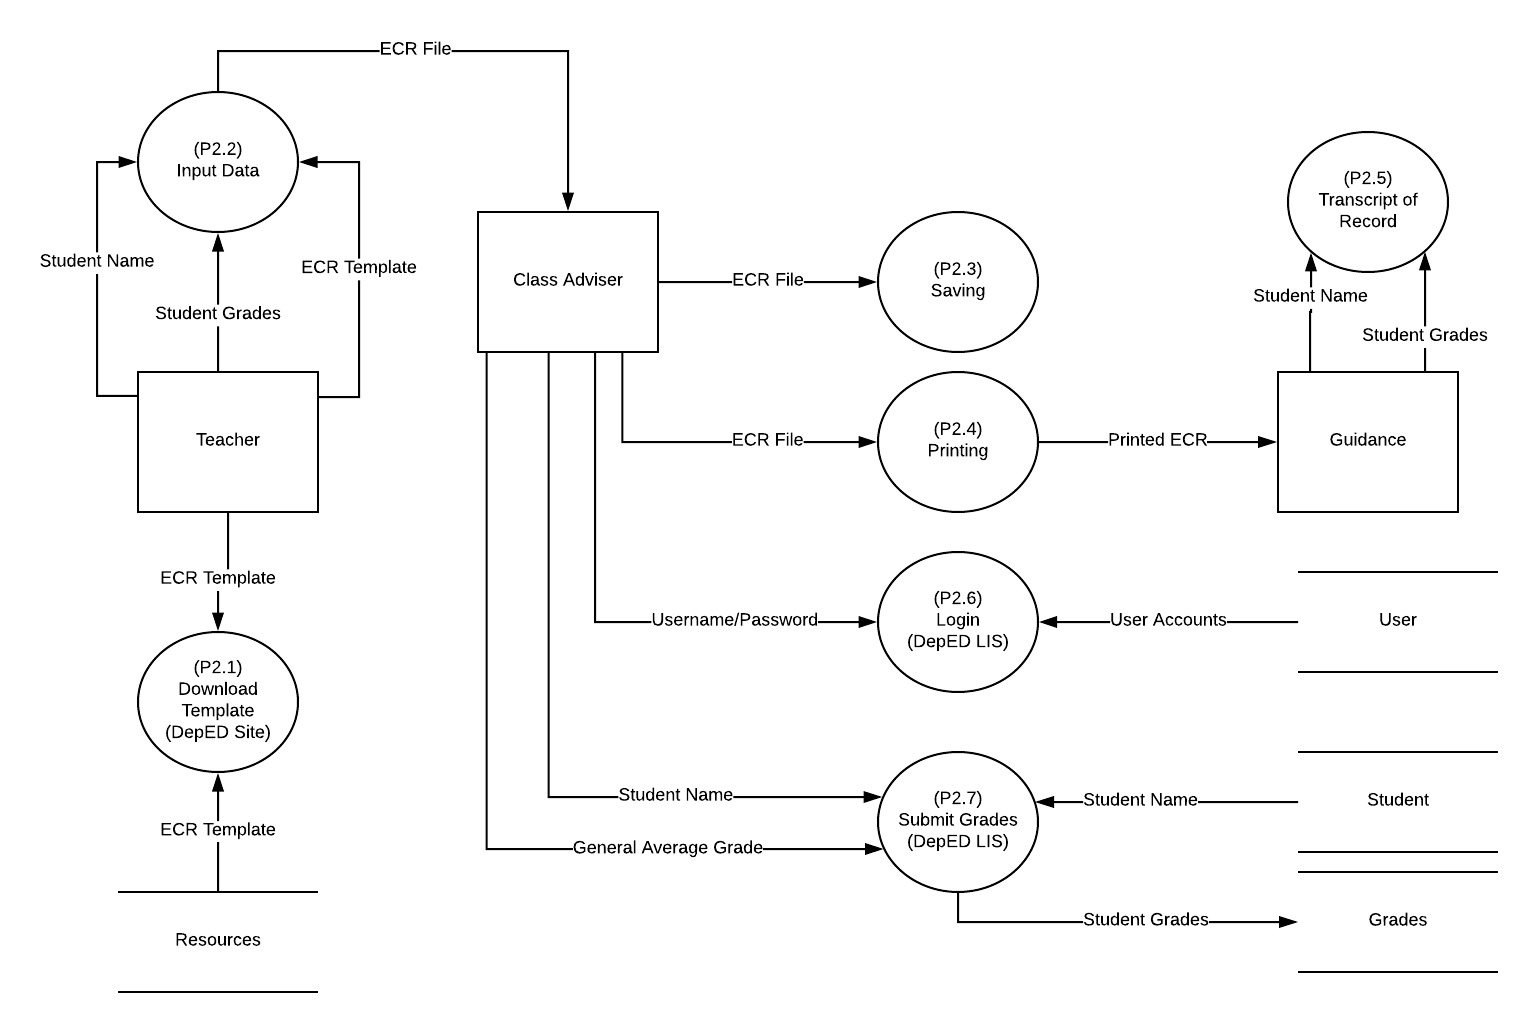 ECR File
(P2.2)
Input Data
Student Name
ECR Template
Student Grades
Teacher
ECR Template
(P2.1)
Download
Template
(DepED Site)
ECR Template
Resources
Class Adviser
ECR File
(P2.3)
Saving
ECR File
(P2.4)
Printing
Printed ECR
Guidance
(P2.5)
Transcript of
Record
Student Name
Student Grades
Username/Password
(P2.6)
Login
(DepED LIS)
User Accounts
User
Student Name
General Average Grade
(P2.7)
Submit Grades
(DepED LIS)
Student Name
Student
Student Grades
Grades